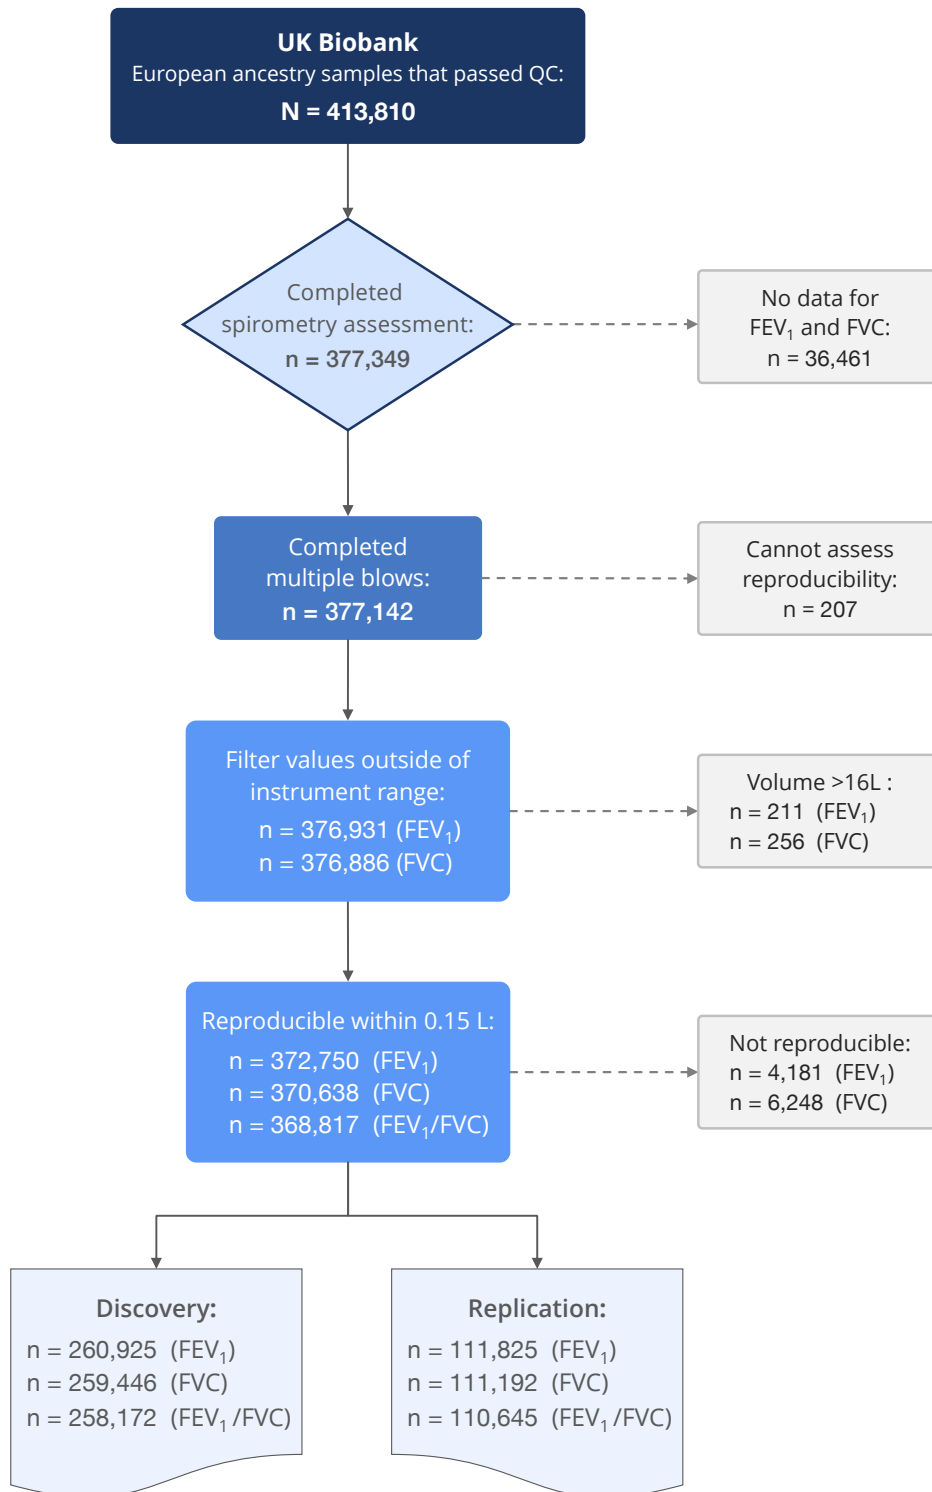 UK Biobank
European ancestry samples that passed QC:
N = 413,810
Completed
spirometry assessment:
n = 377,349
No data for
FEV₁ and FVC:
n = 36,461
Completed
multiple blows:
n = 377,142
Cannot assess
reproducibility:
n = 207
Filter values outside of
instrument range:
n = 376,931 (FEV₁)
n = 376,886 (FVC)
Volume >16L :
n = 211 (FEV₁)
n = 256 (FVC)
Reproducible within 0.15 L:
n = 372,750 (FEV₁)
n = 370,638 (FVC)
n = 368,817 (FEV₁/FVC)
Not reproducible:
n = 4,181 (FEV₁)
n = 6,248 (FVC)
Discovery:
n = 260,925 (FEV₁)
n = 259,446 (FVC)
n = 258,172 (FEV₁ /FVC)
Replication:
n = 111,825 (FEV₁)
n = 111,192 (FVC)
n = 110,645 (FEV₁ /FVC)